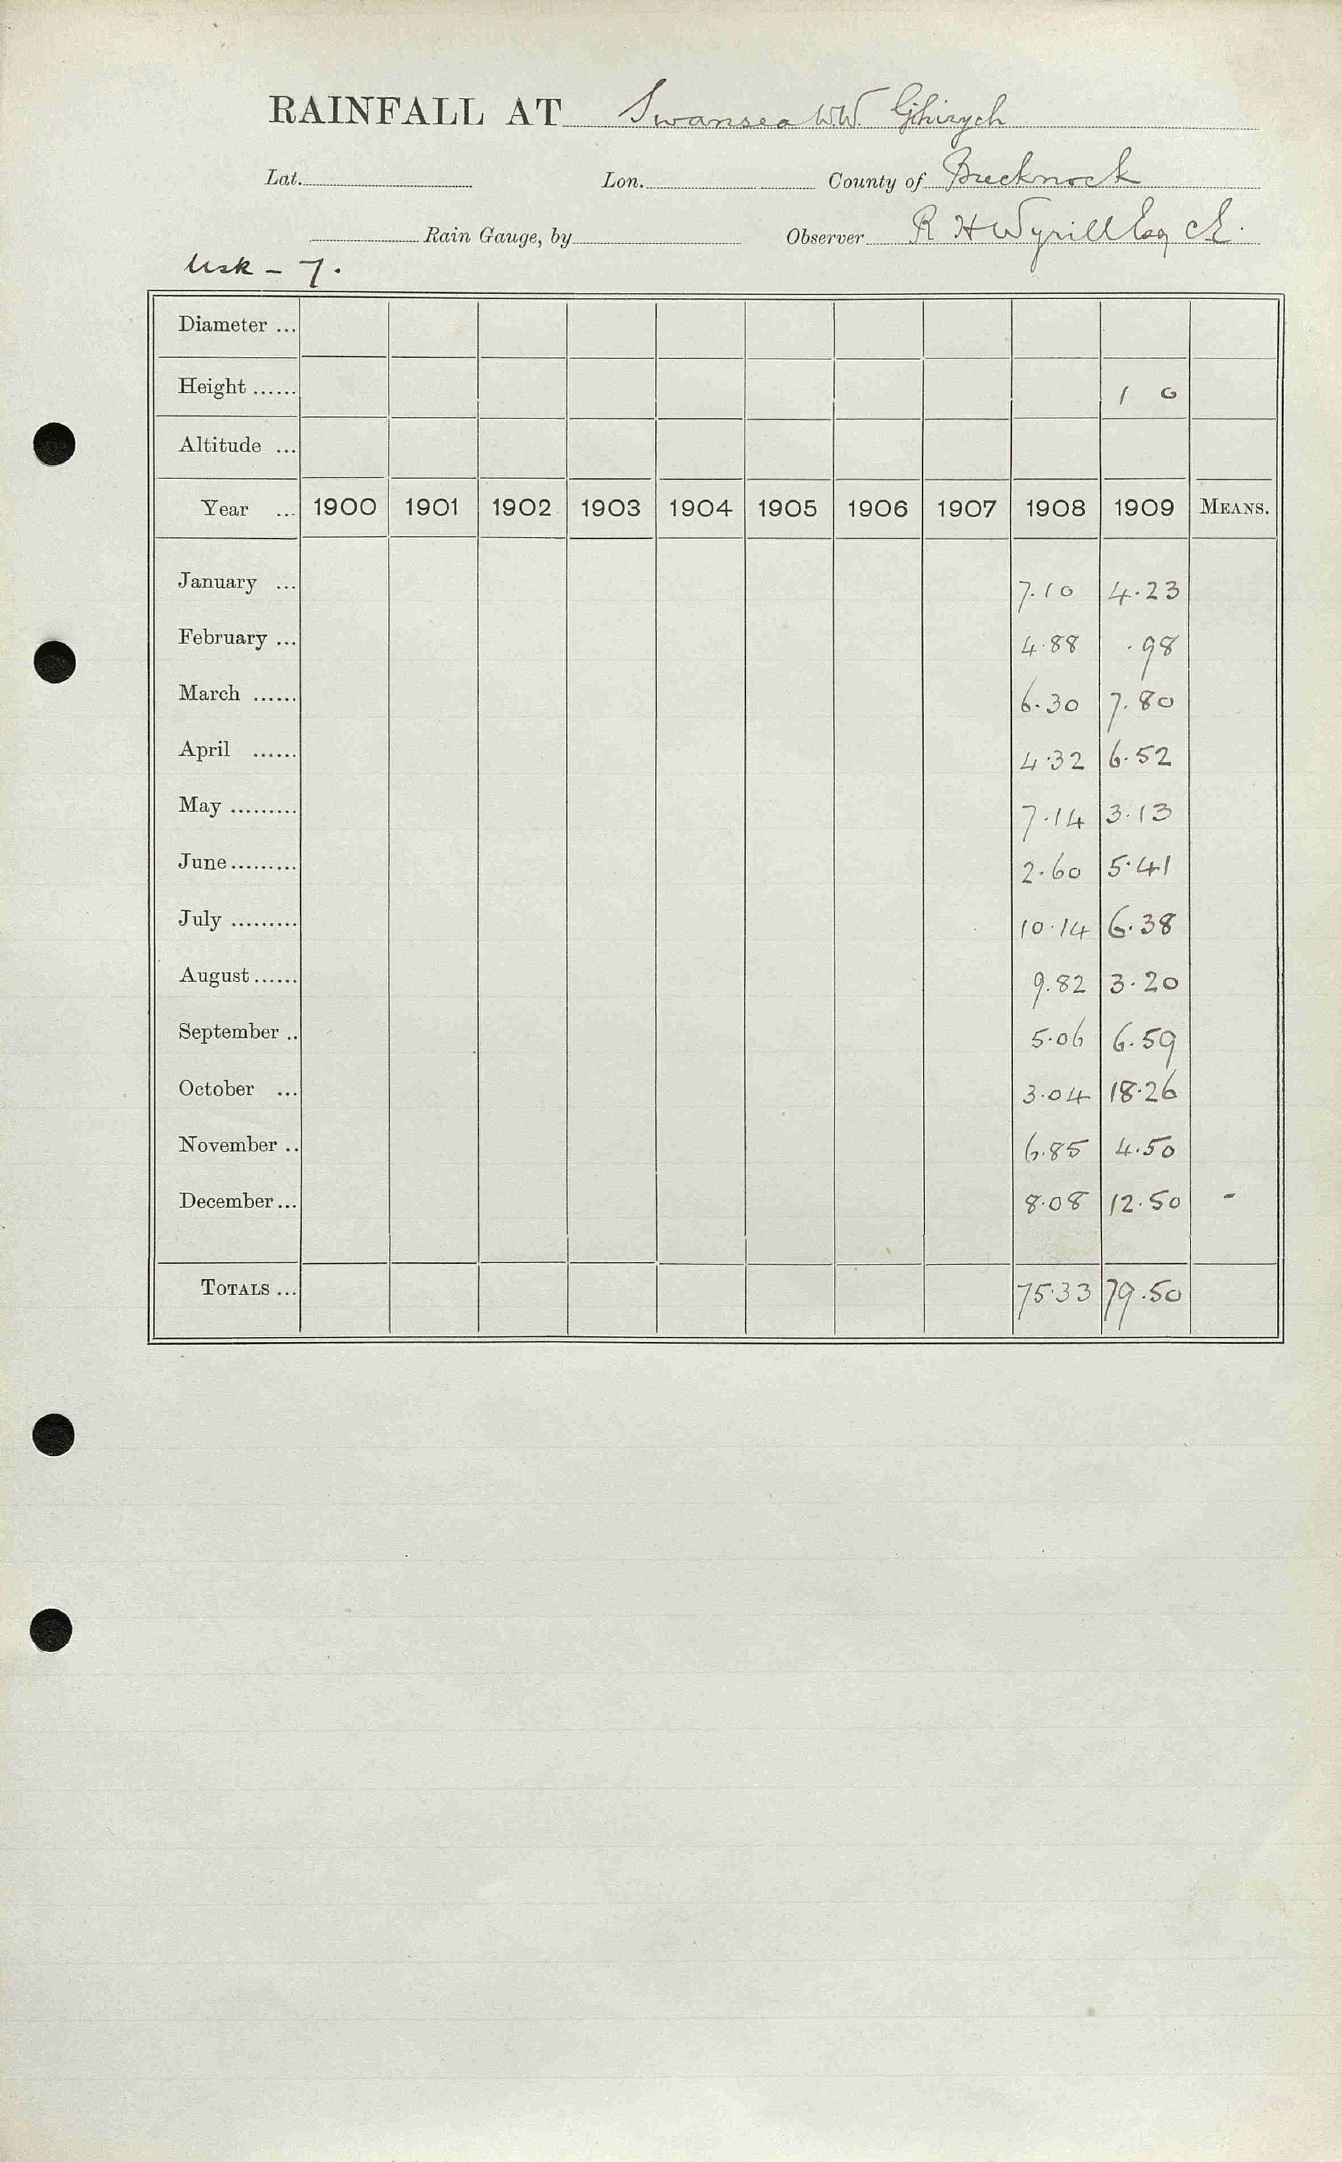 RAINFALL AT Swansea W.W.
Lat. Lon. County of Brecknock
Rain Gauge, by Observer R H Wyrill Esq C.E.
Usk - 7.
Diameter ...
Height ...... 1 0
Altitude ...
Year ... 1900 1901 1902 1903 1904 1905 1906 1907 1908 1909 MEANS.
January ... 7.10 4.23
February ... 4.88 .98
March ...... 6.30 7.80
April ...... 4.32 6.52
May ......... 7.14 3.13
June ......... 2.60 5.41
July ......... 10.14 6.38
August ...... 9.82 3.20
September .. 5.06 6.59
October ... 3.04 18.26
November .. 6.85 4.50
December ... 8.08 12.50 -
TOTALS ... 75.33 79.50